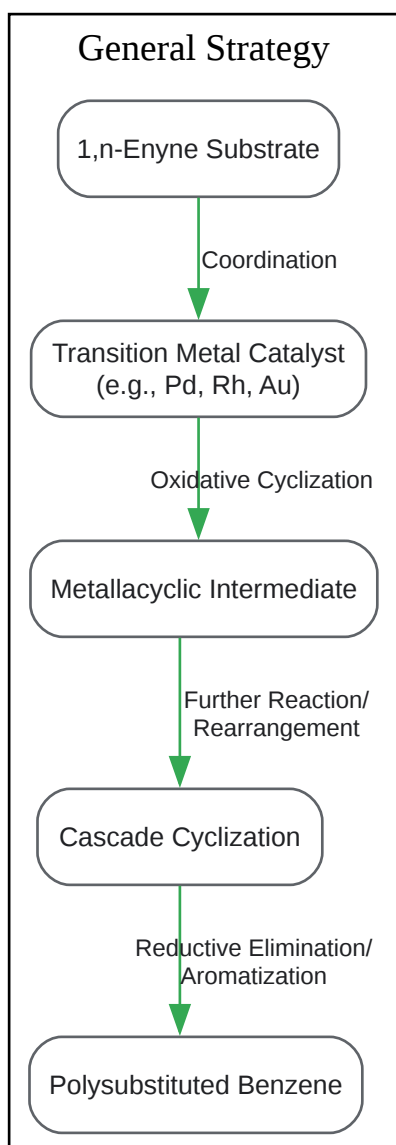 General Strategy
1,n-Enyne Substrate
Coordination
Transition Metal Catalyst
(e.g., Pd, Rh, Au)
Oxidative Cyclization
Metallacyclic Intermediate
Further Reaction/
Rearrangement
Cascade Cyclization
Reductive Elimination/
Aromatization
Polysubstituted Benzene